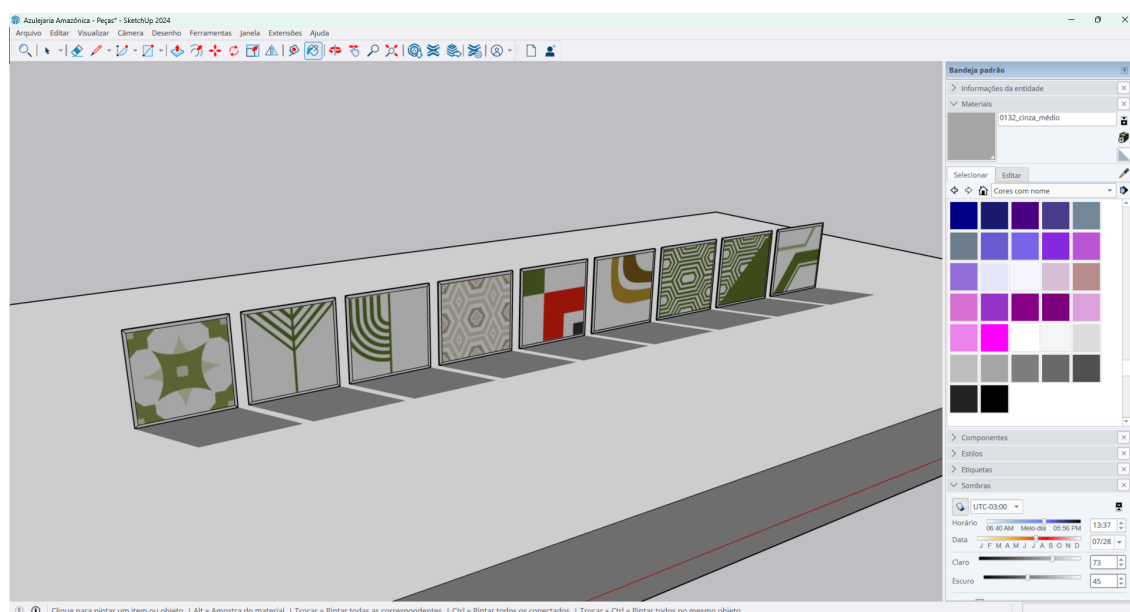 Azulejaria Amazônica - Peças* - SketchUp 2024
Arquivo Editar Visualizar Câmera Desenho Ferramentas Janela Extensões Ajuda
Bandeja padrão
Informações da entidade
Materiais
0132_cinza_médio
Selecionar Editar
Cores com nome
Componentes
Estilos
Etiquetas
Sombras
UTC-03:00
Horário 06:40 AM Meio-dia 05:56 PM 13:37
Data J F M A M J J A S O N D 07/28
Claro 73
Escuro 45
Clique para pintar um item ou objeto. | Alt = Amostra do material. | Trocar = Pintar todas as correspondentes. | Ctrl = Pintar todos os conectados. | Trocar + Ctrl = Pintar todos no mesmo objeto.